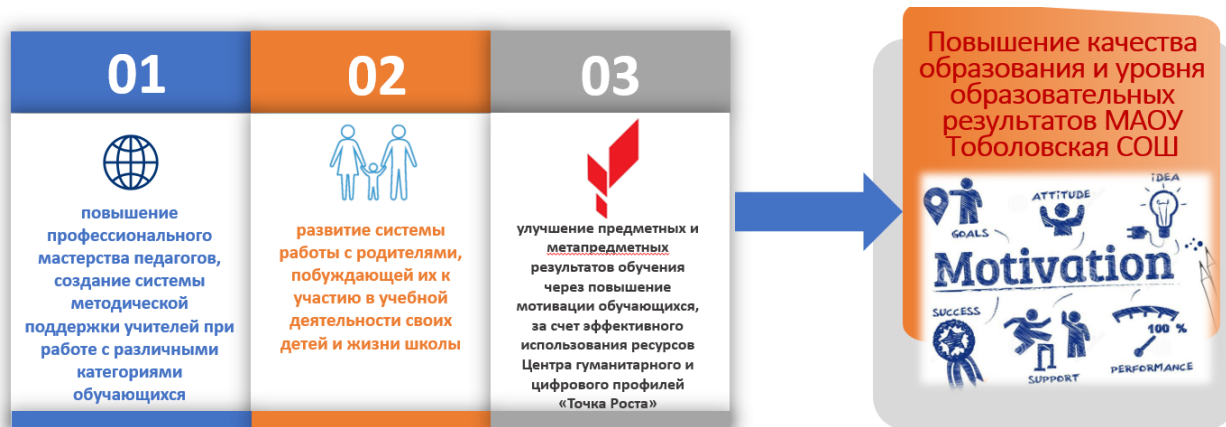 01
повышение
профессионального
мастерства педагогов,
создание системы
методической
поддержки учителей при
работе с различными
категориями
обучающихся
02
развитие системы
работы с родителями,
побуждающей их к
участию в учебной
деятельности своих
детей и жизни школы
03
улучшение предметных и
метапредметных
результатов обучения
через повышение
мотивации обучающихся,
за счет эффективного
использования ресурсов
Центра гуманитарного и
цифрового профилей
«Точка Роста»
Повышение качества
образования и уровня
образовательных
результатов МАОУ
Тоболовская СОШ
GOALS
ATTITUDE
iDEA
Motivation
SUCCESS
SUPPORT
100 %
PERFORMANCE